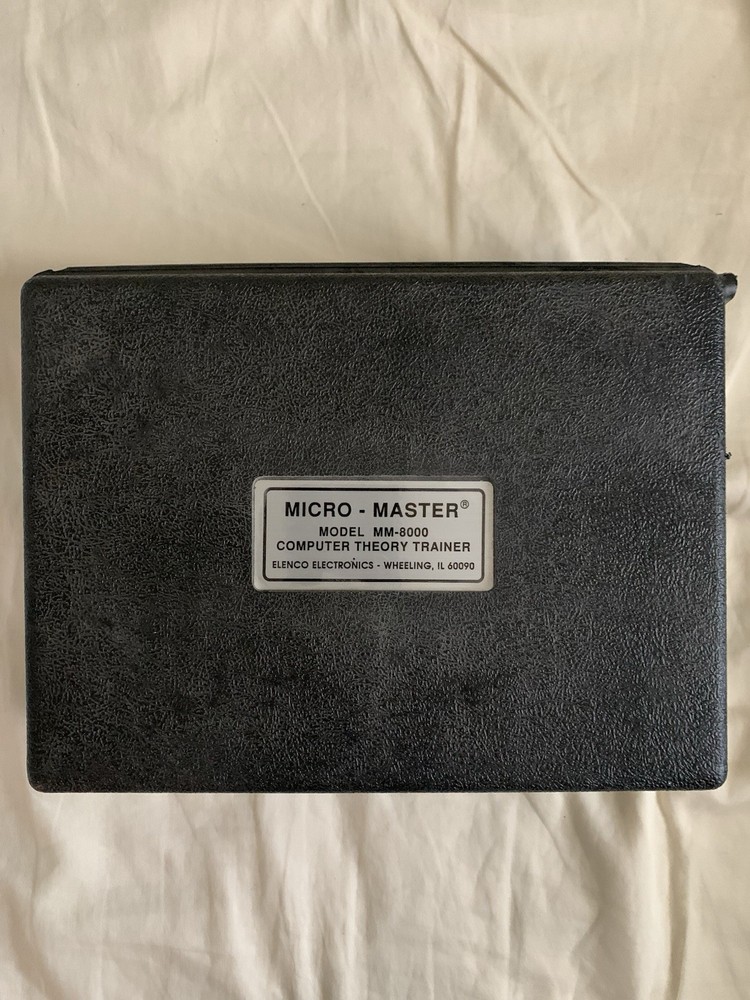 MICRO - MASTER®
MODEL MM-8000
COMPUTER THEORY TRAINER
ELENCO ELECTRONICS - WHEELING, IL 60090